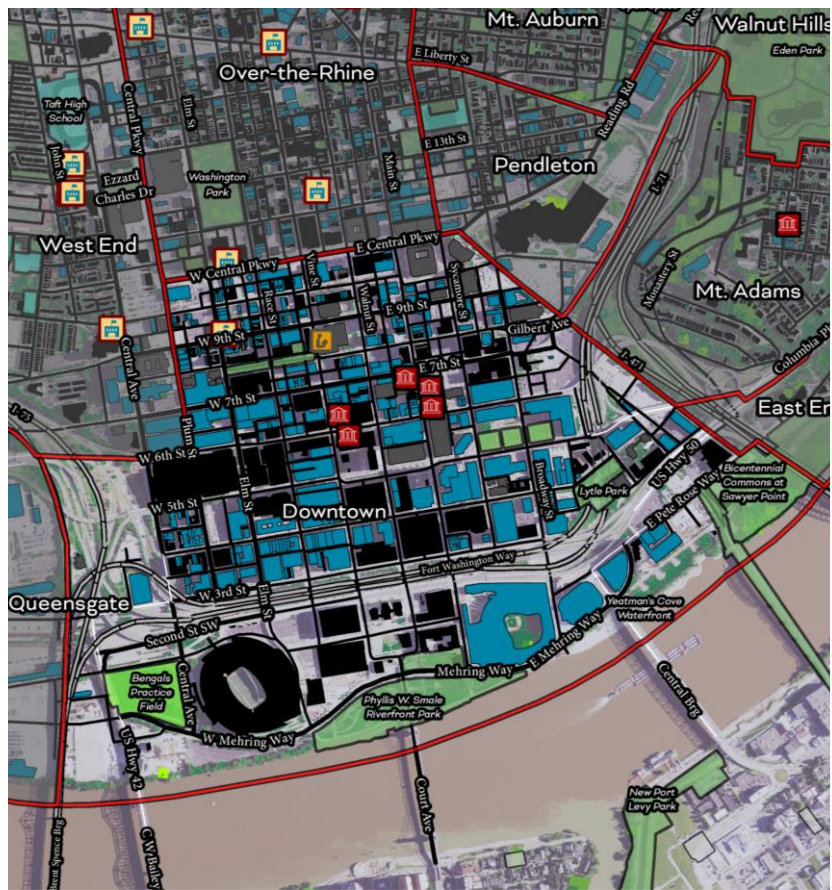 Mt. Auburn
Walnut Hills
Eden Park
E Liberty St
Over-the-Rhine
Reading Rd
Taft High
School
Central Pkwy
Elm St
John St
Ezzard
Charles Dr
Washington
Park
Main St
E 13th St
Pendleton
I-71
West End
W Central Pkwy
E Central Pkwy
Vine St
Race St
Walnut St
Sycamore St
Monastery St
Mt. Adams
W 9th St
E 9th St
Gilbert Ave
Central Ave
E 7th St
I-471
Columbia P
W 7th St
I-75
Plum St
East En
W 6th St
US Hwy 50
Elm St
Broadway St
Lytle Park
E Pete Rose Way
Bicentennial
Commons at
Sawyer Point
W 5th St
Downtown
Fort Washington Way
Queensgate
W 3rd St
Elm St
Yeatman's Cove
Waterfront
Second St SW
E Mehring Way
Mehring Way
Bengals
Practice
Field
Central Ave
Phyllis W. Smale
Riverfront Park
Central Brg
W Mehring Way
US Hwy 42
Court Ave
New Port
Levy Park
Brent Spence Brg
C W Bailey